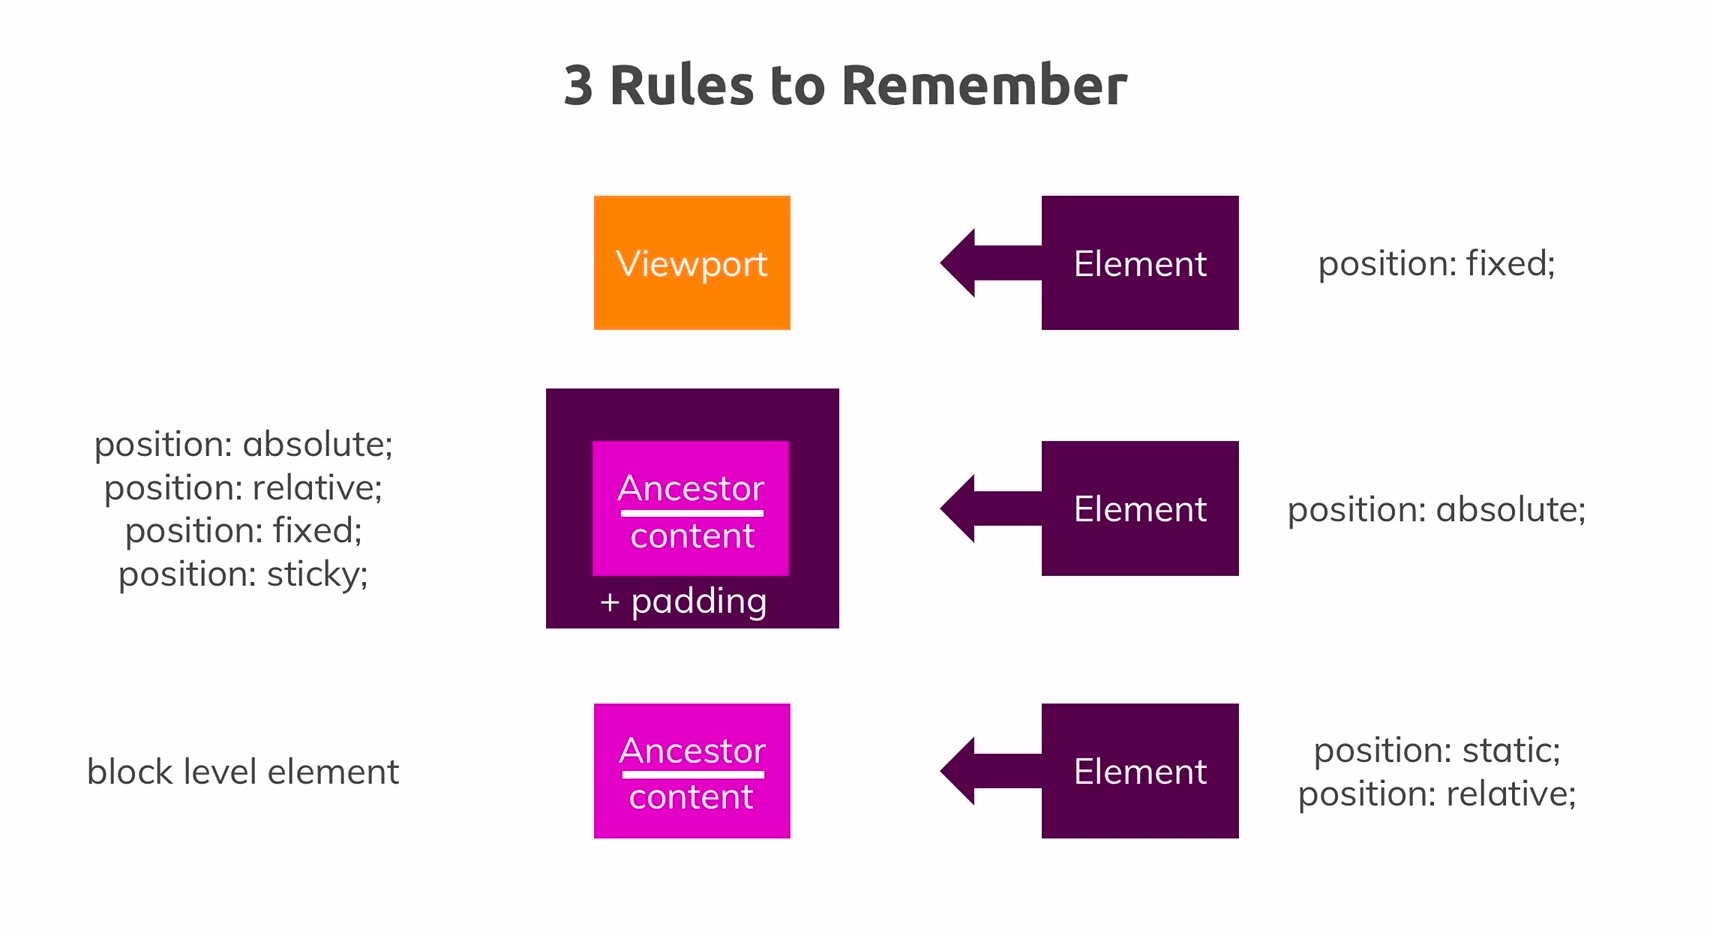 3 Rules to Remember
Viewport
Element
position: fixed;
position: absolute;
position: relative;
position: fixed;
position: sticky;
Ancestor
content
+ padding
Element
position: absolute;
block level element
Ancestor
content
Element
position: static;
position: relative;